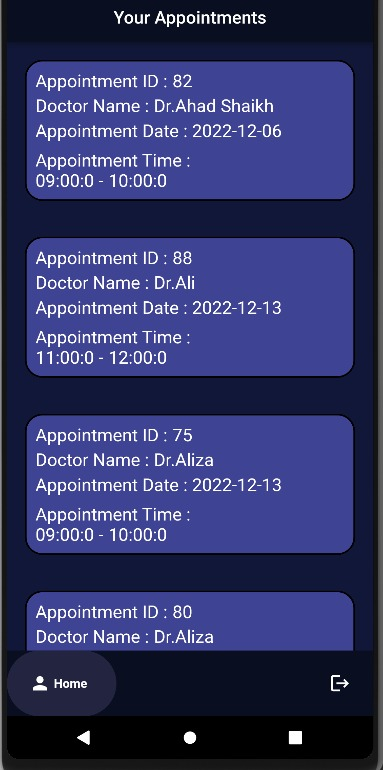 Your Appointments
Appointment ID : 82
Doctor Name : Dr.Ahad Shaikh
Appointment Date : 2022-12-06
Appointment Time :
09:00:0 - 10:00:0
Appointment ID : 88
Doctor Name : Dr.Ali
Appointment Date : 2022-12-13
Appointment Time :
11:00:0 - 12:00:0
Appointment ID : 75
Doctor Name : Dr.Aliza
Appointment Date : 2022-12-13
Appointment Time :
09:00:0 - 10:00:0
Appointment ID : 80
Doctor Name : Dr.Aliza
Home